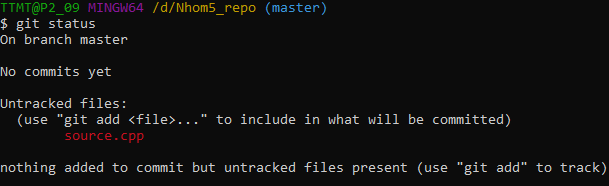 TTMT@P2_09 MINGW64 /d/Nhom5_repo (master)
$ git status
On branch master
No commits yet
Untracked files:
(use "git add <file>..." to include in what will be committed)
source.cpp
nothing added to commit but untracked files present (use "git add" to track)